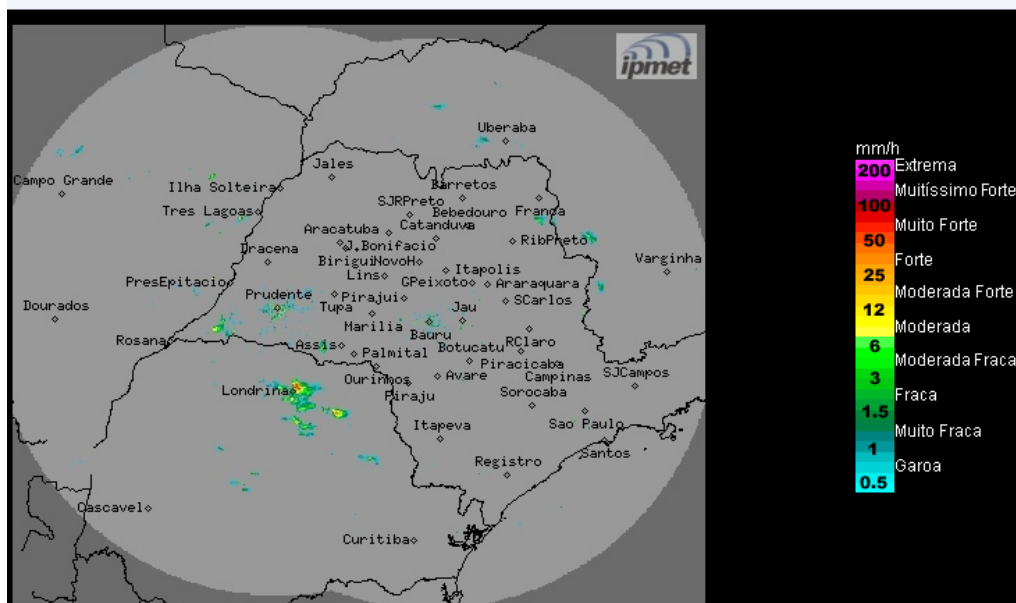 ipmet
Uberaba
Jales
Campo Grande
Ilha Solteira
Barretos
SJRPreto
Tres Lagoas
Bebedouro
Franca
Catanduva
Aracatuba
J.Bonifacio
RibPreto
Dracena
Birigui
NovoH
Itapolis
Varginha
Lins
PresEpitacio
GPeixoto
Araraquara
Prudente
Tupa
Pirajui
SCarlos
Dourados
Marilia
Jau
Bauru
Rosana
Assis
Palmital
Botucatu
RClaro
Piracicaba
Londrina
Ourinhos
Avare
Campinas
SJCampos
Piraju
Sorocaba
Itapeva
Sao Paulo
Santos
Registro
Cascavel
Curitiba
mm/h
200 Extrema
Muitíssimo Forte
100
Muito Forte
50
Forte
25
Moderada Forte
12
Moderada
6
Moderada Fraca
3
Fraca
1.5
Muito Fraca
1
Garoa
0.5